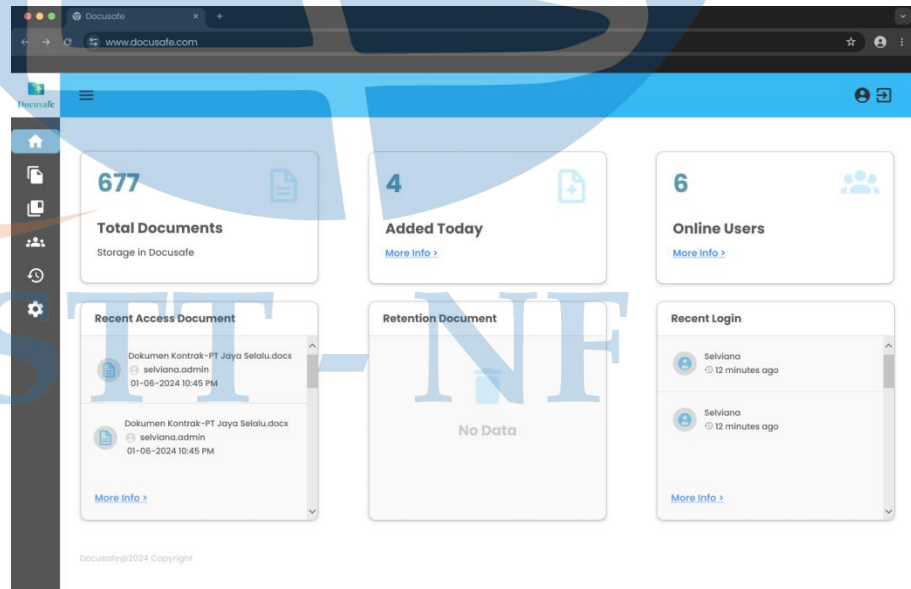 Docusafe
www.docusafe.com
Docusafe
677
Total Documents
Storage in Docusafe
4
Added Today
More Info >
6
Online Users
More Info >
Recent Access Document
Dokumen Kontrak-PT Jaya Selalu.docx
selviana.admin
01-06-2024 10:45 PM
Dokumen Kontrak-PT Jaya Selalu.docx
selviana.admin
01-06-2024 10:45 PM
More Info >
Retention Document
No Data
Recent Login
Selviana
12 minutes ago
Selviana
12 minutes ago
More Info >
STT - NF
Docusafe@2024 Copyright